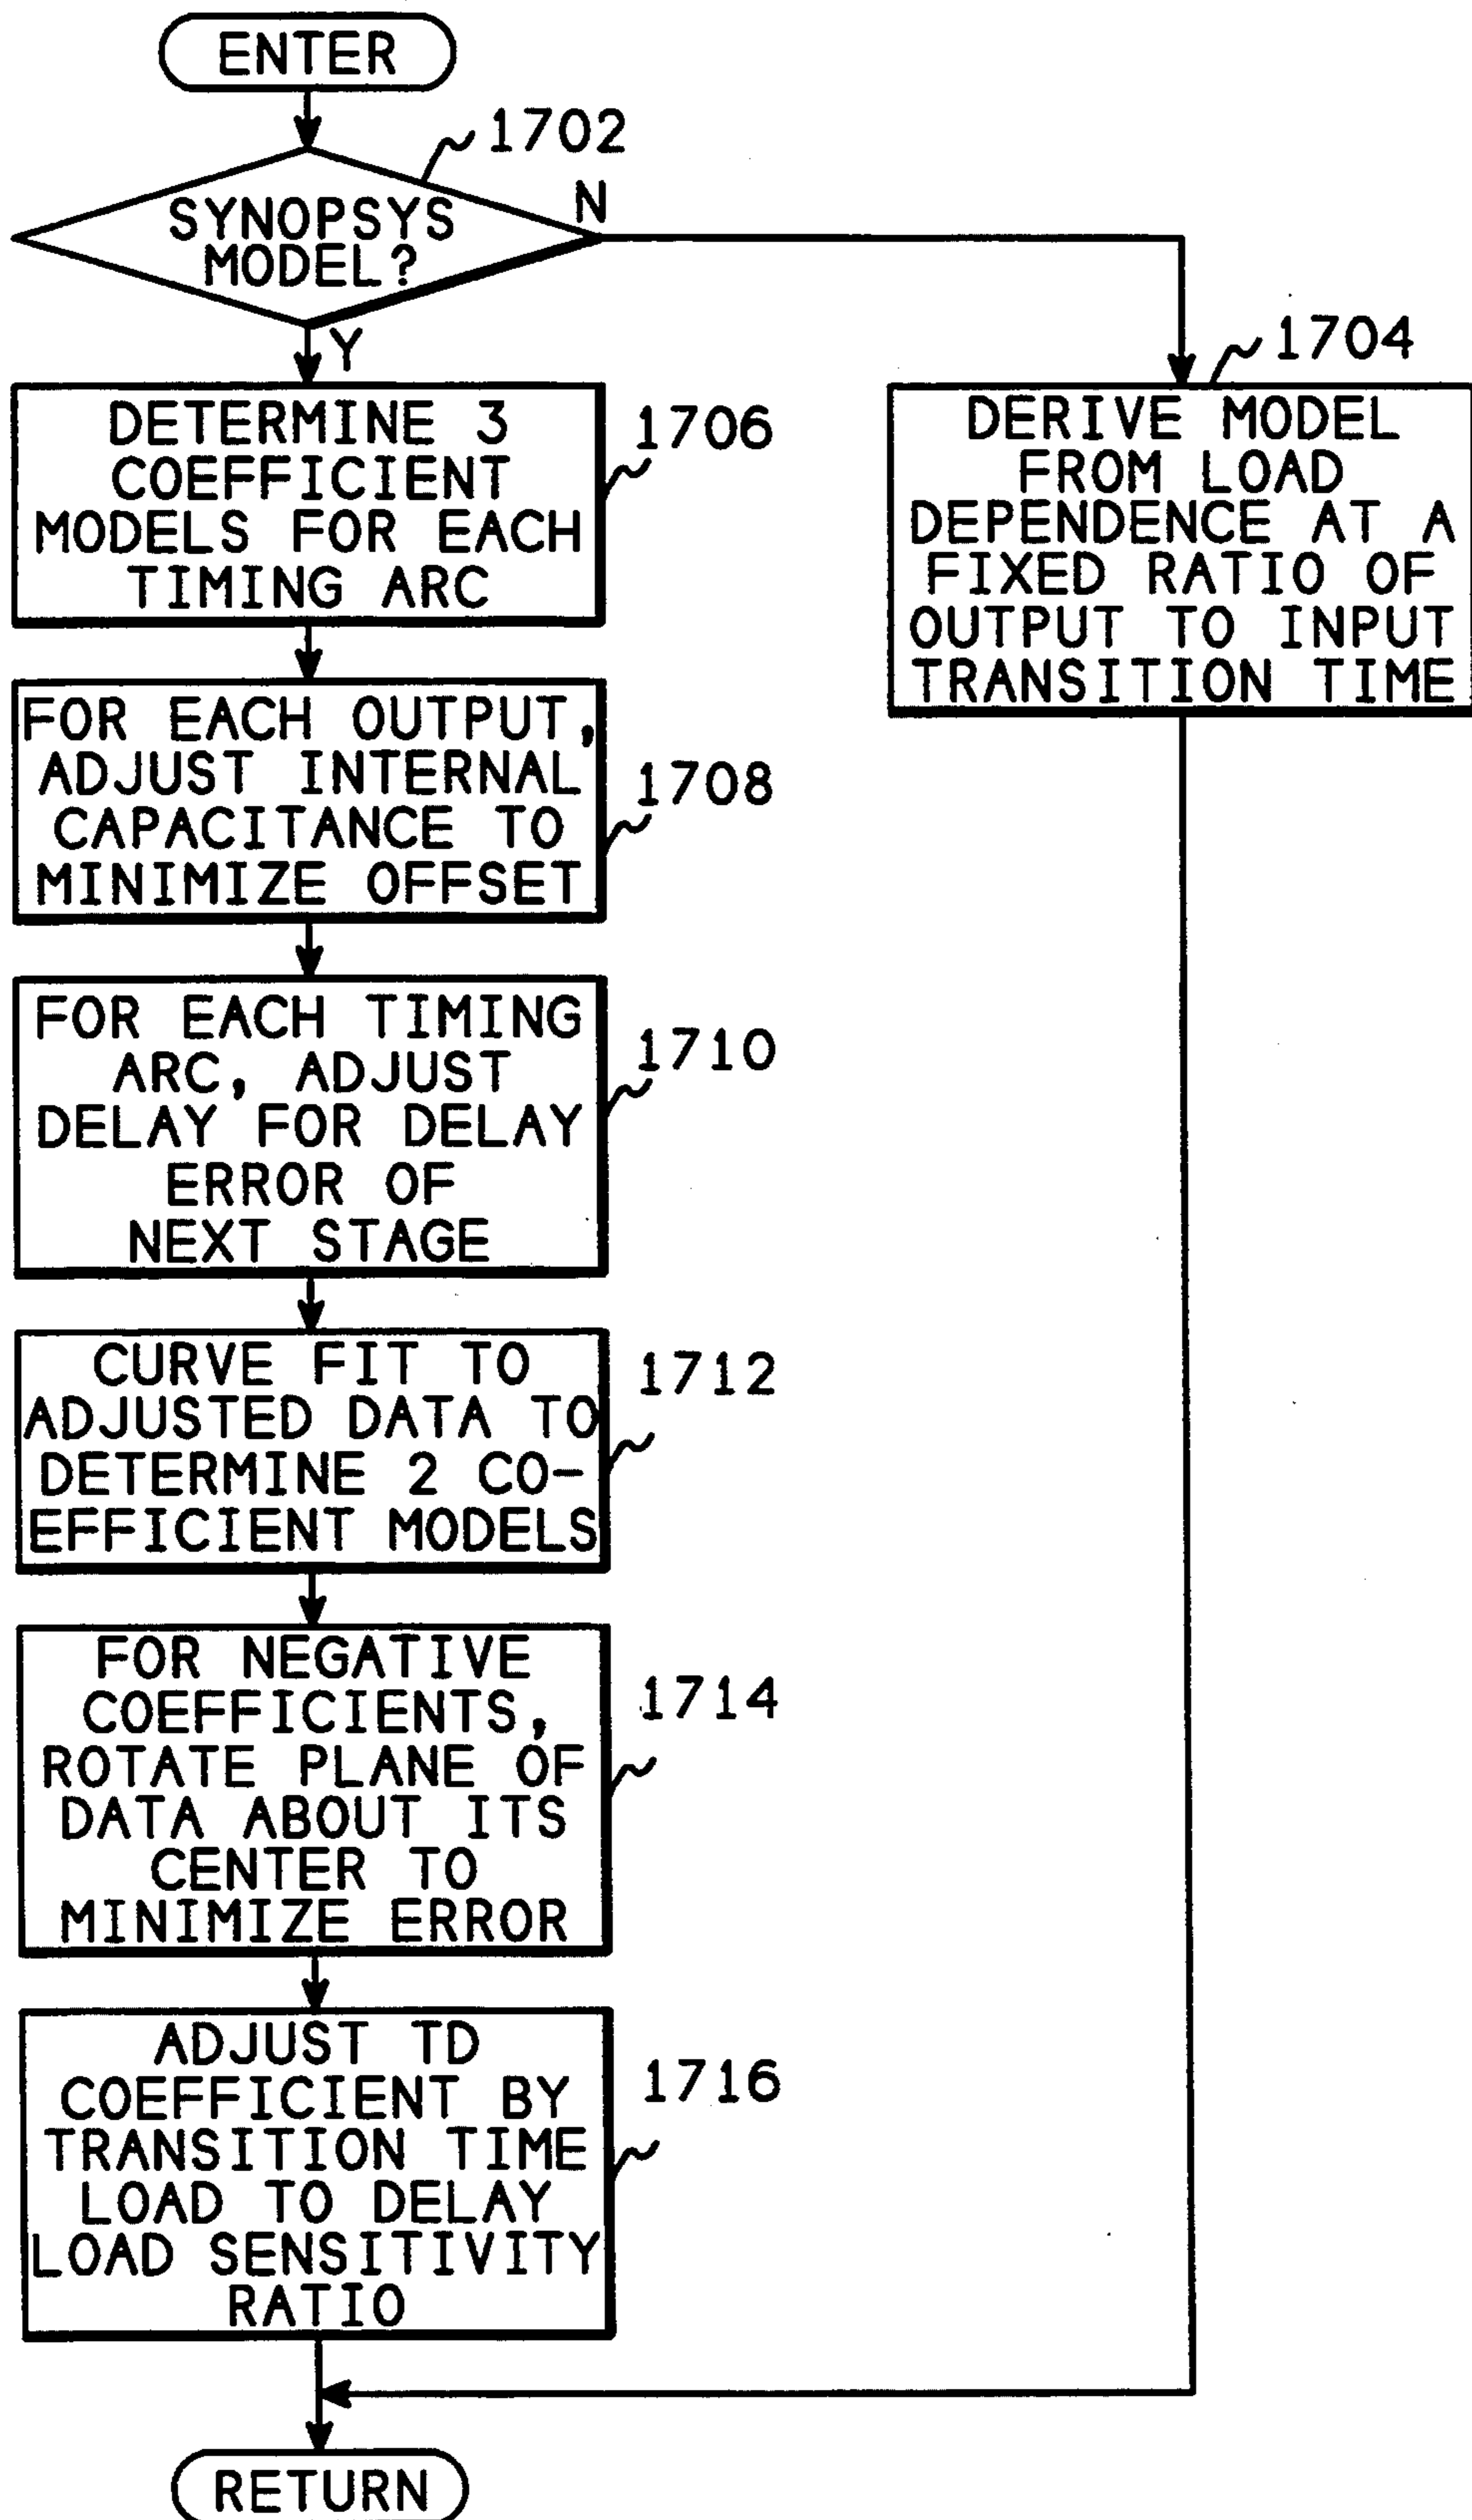 ENTER
1702
SYNOPSYS
MODEL?
N
Y
1704
DERIVE MODEL
FROM LOAD
DEPENDENCE AT A
FIXED RATIO OF
OUTPUT TO INPUT
TRANSITION TIME
DETERMINE 3
COEFFICIENT
MODELS FOR EACH
TIMING ARC
1706
FOR EACH OUTPUT,
ADJUST INTERNAL
CAPACITANCE TO
MINIMIZE OFFSET
1708
FOR EACH TIMING
ARC, ADJUST
DELAY FOR DELAY
ERROR OF
NEXT STAGE
1710
CURVE FIT TO
ADJUSTED DATA TO
DETERMINE 2 CO-
EFFICIENT MODELS
1712
FOR NEGATIVE
COEFFICIENTS,
ROTATE PLANE OF
DATA ABOUT ITS
CENTER TO
MINIMIZE ERROR
1714
ADJUST TD
COEFFICIENT BY
TRANSITION TIME
LOAD TO DELAY
LOAD SENSITIVITY
RATIO
1716
RETURN